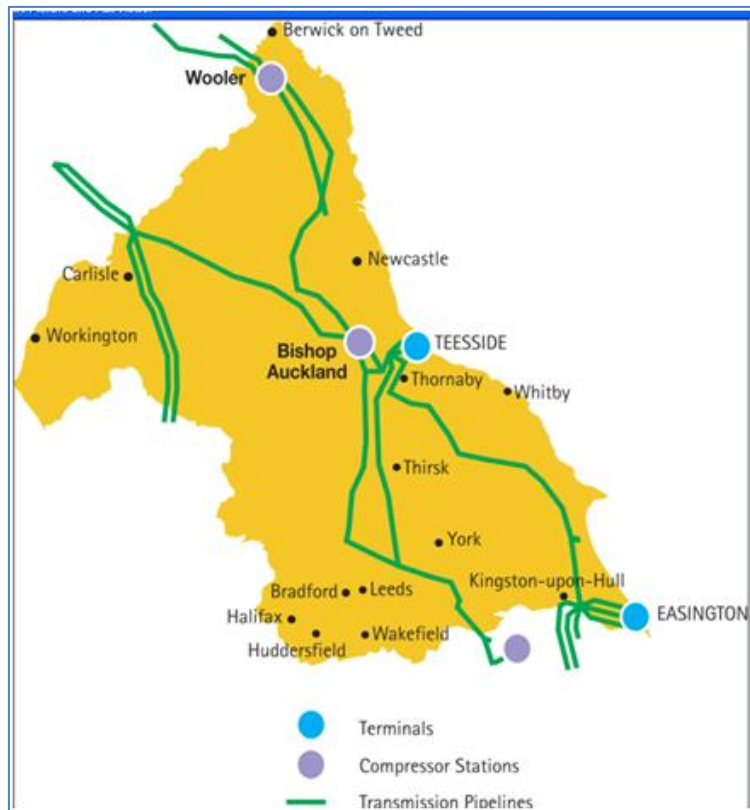 Berwick on Tweed
Wooler
Newcastle
Carlisle
Workington
TEESSIDE
Bishop
Auckland
Thornaby
Whitby
Thirsk
York
Kingston-upon-Hull
Bradford
Leeds
EASINGTON
Halifax
Wakefield
Huddersfield
Terminals
Compressor Stations
Transmission Pipelines